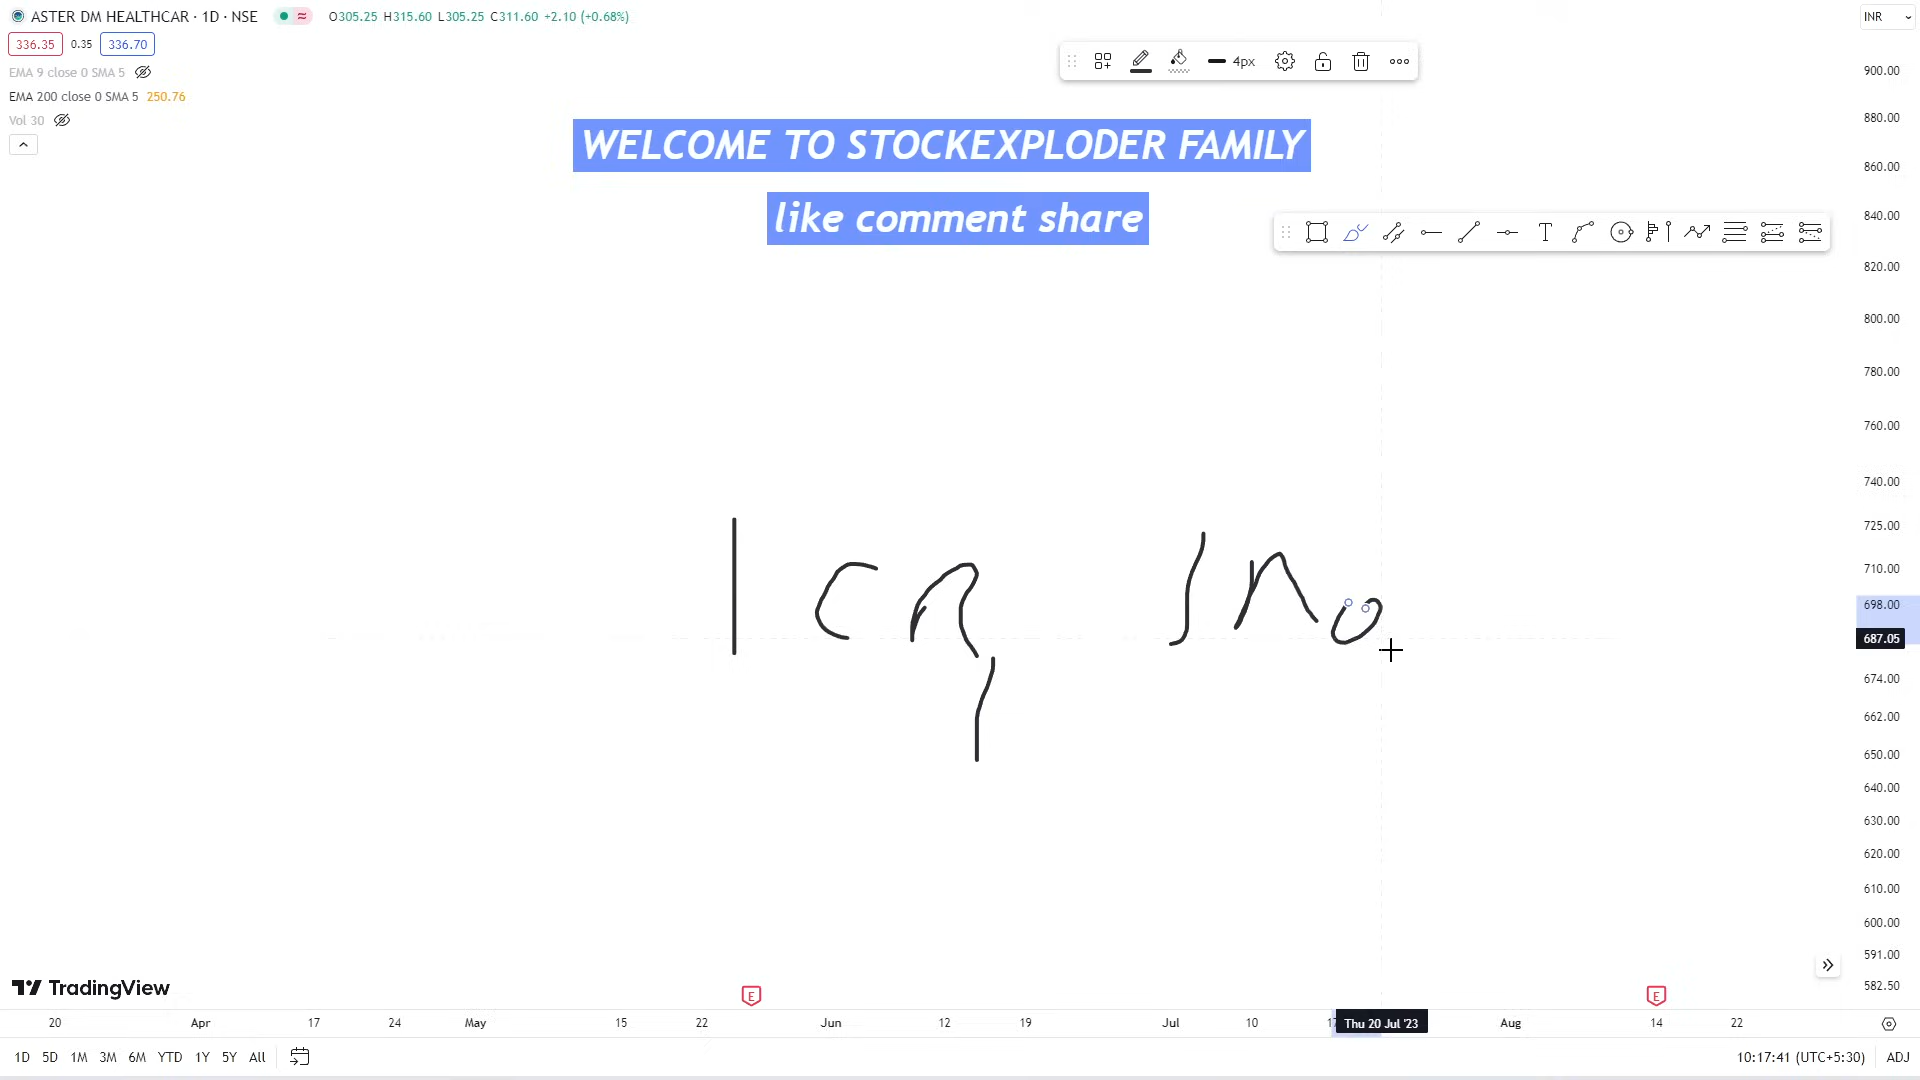 ASTER DM HEALTHCAR · 1D · NSE O305.25 H315.60 L305.25 C311.60 +2.10 (+0.68%)
INR
336.35 0.35 336.70
4px
EMA 9 close 0 SMA 5
EMA 200 close 0 SMA 5 250.76
Vol 30
WELCOME TO STOCKEXPLODER FAMILY
like comment share
900.00
880.00
860.00
840.00
820.00
800.00
780.00
760.00
740.00
725.00
710.00
698.00
687.05
674.00
662.00
650.00
640.00
630.00
620.00
610.00
600.00
591.00
582.50
TradingView
E E
20 Apr 17 24 May 15 22 Jun 12 19 Jul 10 Thu 20 Jul '23 Aug 14 22
1D 5D 1M 3M 6M YTD 1Y 5Y All 10:17:41 (UTC+5:30) ADJ